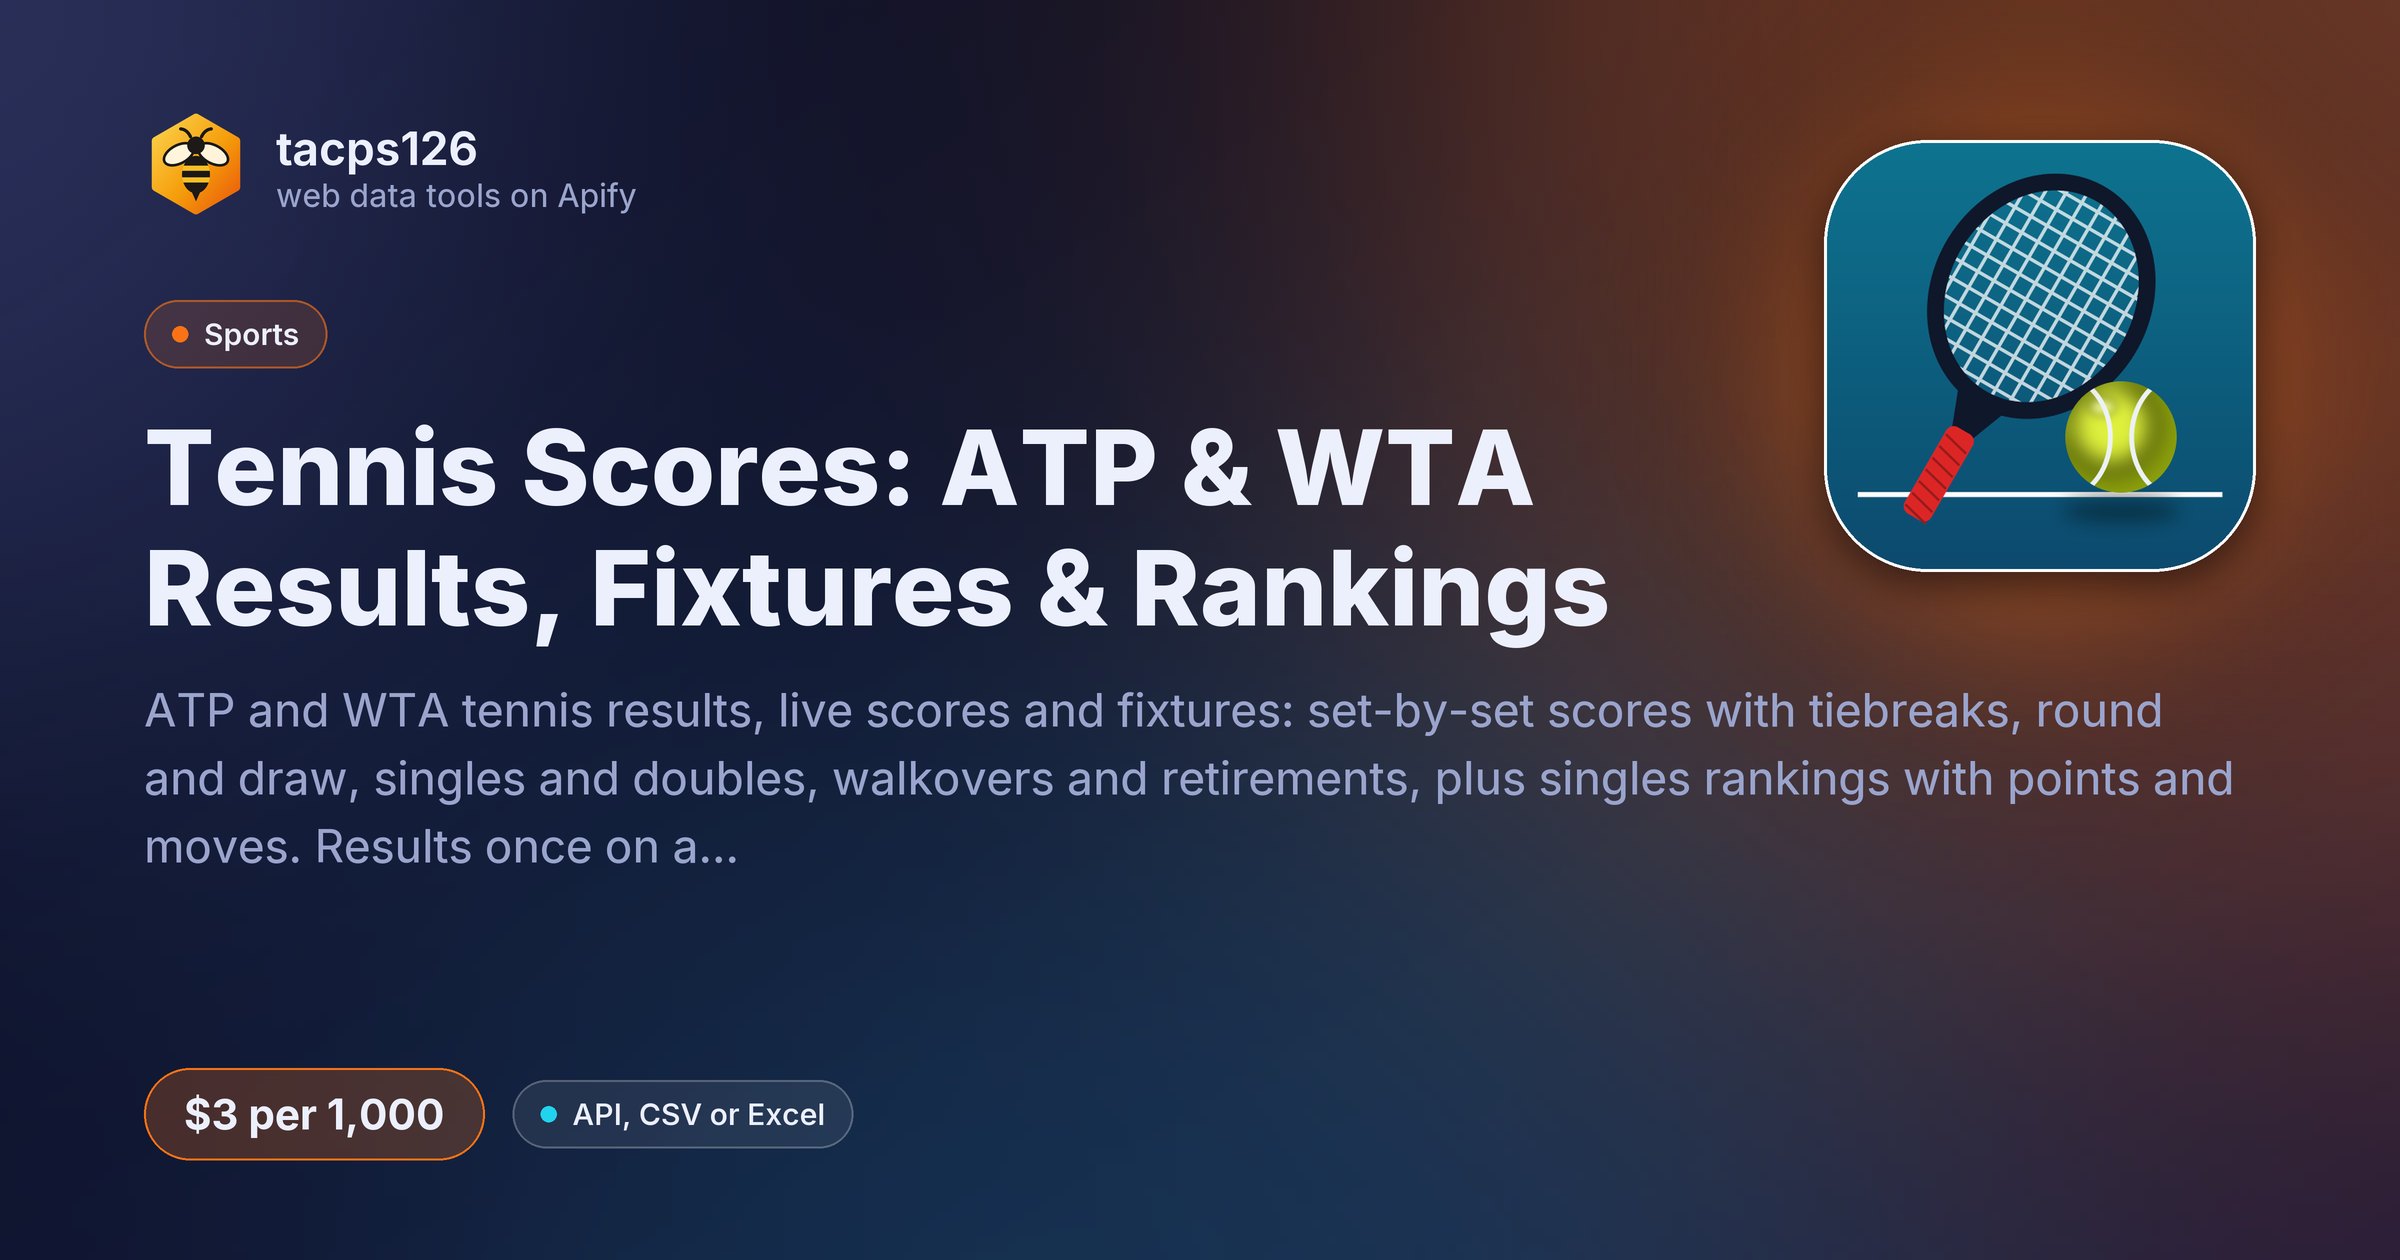 tacps126
web data tools on Apify
Sports
Tennis Scores: ATP & WTA
Results, Fixtures & Rankings
ATP and WTA tennis results, live scores and fixtures: set-by-set scores with tiebreaks, round
and draw, singles and doubles, walkovers and retirements, plus singles rankings with points and
moves. Results once on a...
$3 per 1,000
API, CSV or Excel